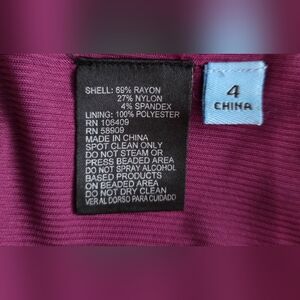 SHELL: 69% RAYON
27% NYLON
4% SPANDEX
LINING: 100% POLYESTER
RN 106409
RN 58909
MADE IN CHINA
SPOT CLEAN ONLY
DO NOT STEAM OR
PRESS BEADED AREA
DO NOT SPRAY ALCOHOL
BASED PRODUCTS
ON BEADED AREA
DO NOT DRY CLEAN
VER AL DORSO PARA CUIDADO
4
CHINA